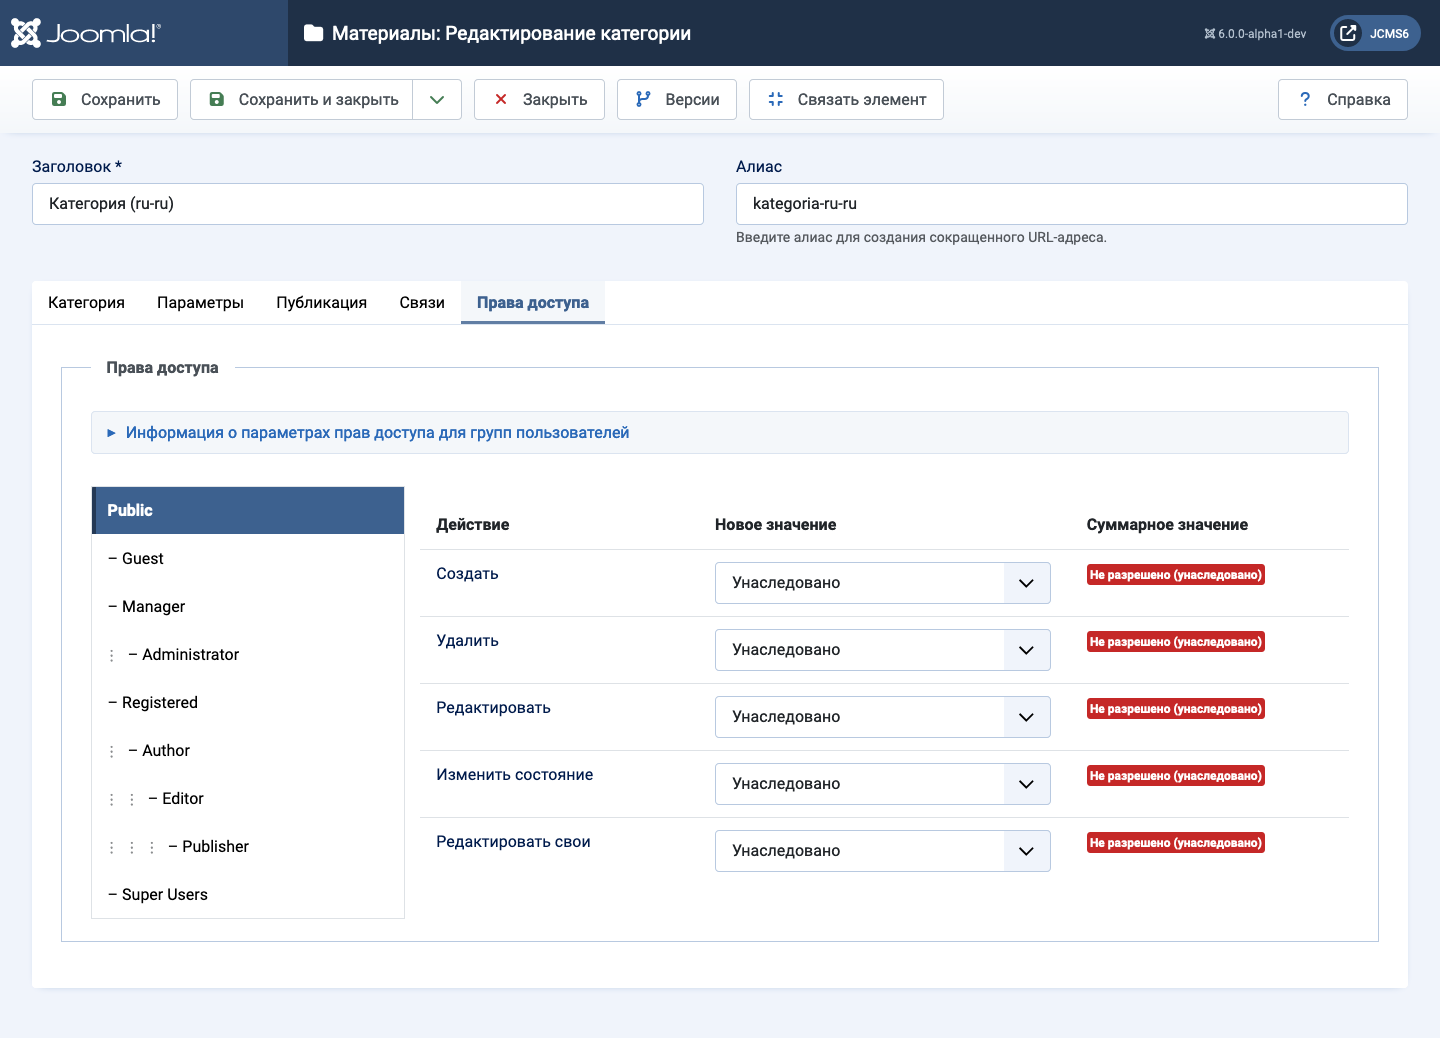 Joomla!®
Материалы: Редактирование категории
6.0.0-alpha1-dev
JCMS6
Сохранить
Сохранить и закрыть
Закрыть
Версии
Связать элемент
? Справка
Заголовок *
Алиас
Категория (ru-ru)
kategoria-ru-ru
Введите алиас для создания сокращенного URL-адреса.
Категория
Параметры
Публикация
Связи
Права доступа
Права доступа
Информация о параметрах прав доступа для групп пользователей
Public
– Guest
– Manager
⋮ – Administrator
– Registered
⋮ – Author
⋮ ⋮ – Editor
⋮ ⋮ ⋮ – Publisher
– Super Users
Действие Новое значение Суммарное значение
Создать Унаследовано Не разрешено (унаследовано)
Удалить Унаследовано Не разрешено (унаследовано)
Редактировать Унаследовано Не разрешено (унаследовано)
Изменить состояние Унаследовано Не разрешено (унаследовано)
Редактировать свои Унаследовано Не разрешено (унаследовано)